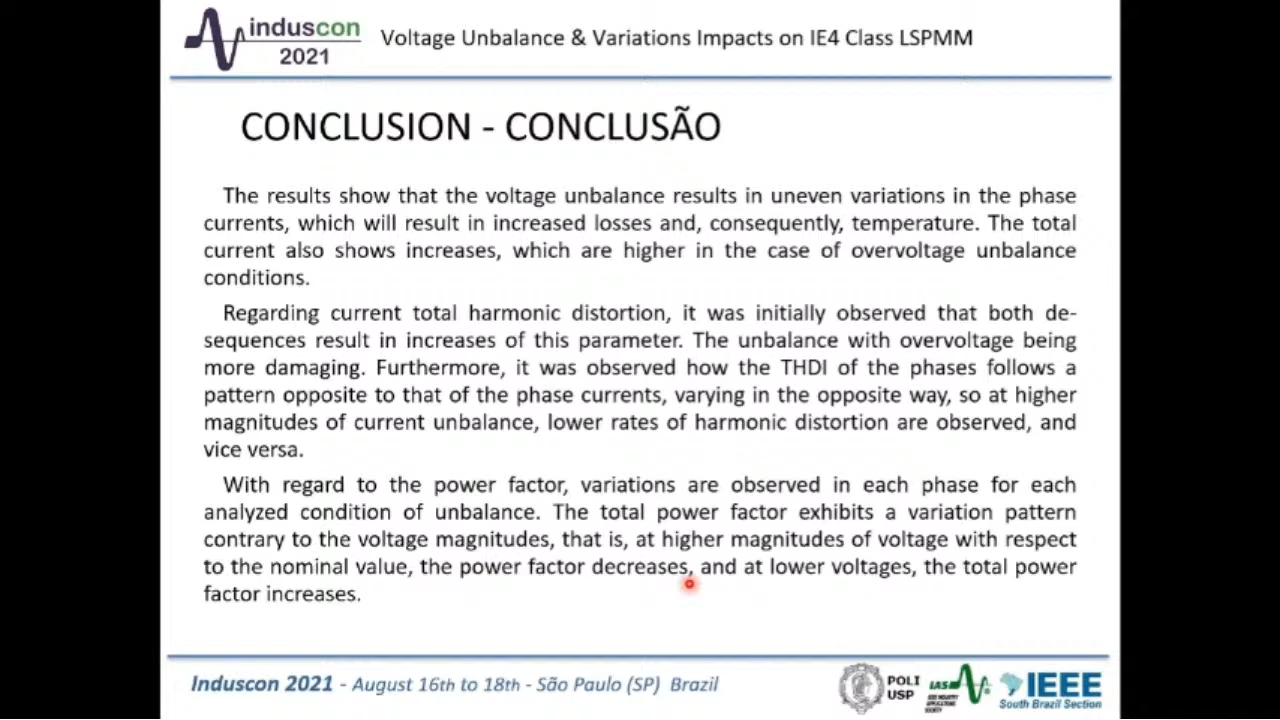 induscon
2021
Voltage Unbalance & Variations Impacts on IE4 Class LSPMM
CONCLUSION - CONCLUSÃO
The results show that the voltage unbalance results in uneven variations in the phase
currents, which will result in increased losses and, consequently, temperature. The total
current also shows increases, which are higher in the case of overvoltage unbalance
conditions.
Regarding current total harmonic distortion, it was initially observed that both de-
sequences result in increases of this parameter. The unbalance with overvoltage being
more damaging. Furthermore, it was observed how the THDI of the phases follows a
pattern opposite to that of the phase currents, varying in the opposite way, so at higher
magnitudes of current unbalance, lower rates of harmonic distortion are observed, and
vice versa.
With regard to the power factor, variations are observed in each phase for each
analyzed condition of unbalance. The total power factor exhibits a variation pattern
contrary to the voltage magnitudes, that is, at higher magnitudes of voltage with respect
to the nominal value, the power factor decreases, and at lower voltages, the total power
factor increases.
Induscon 2021 - August 16th to 18th - São Paulo (SP) Brazil
POLI
USP
IAS
IEEE INDUSTRY
APPLICATIONS
SOCIETY
IEEE
South Brazil Section